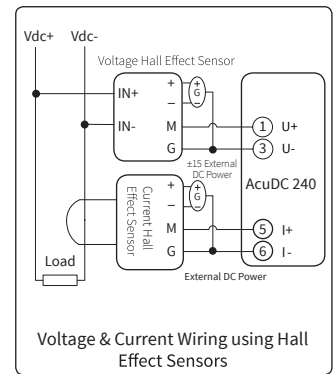 Vdc+ Vdc-
Voltage Hall Effect Sensor
+
G
IN+
−
IN- M 1 U+
G 3 U-
±15 External
DC Power
AcuDC 240
+
G
−
Current Hall
Effect Sensor
M 5 I+
Load
G 6 I-
External DC Power
Voltage & Current Wiring using Hall
Effect Sensors